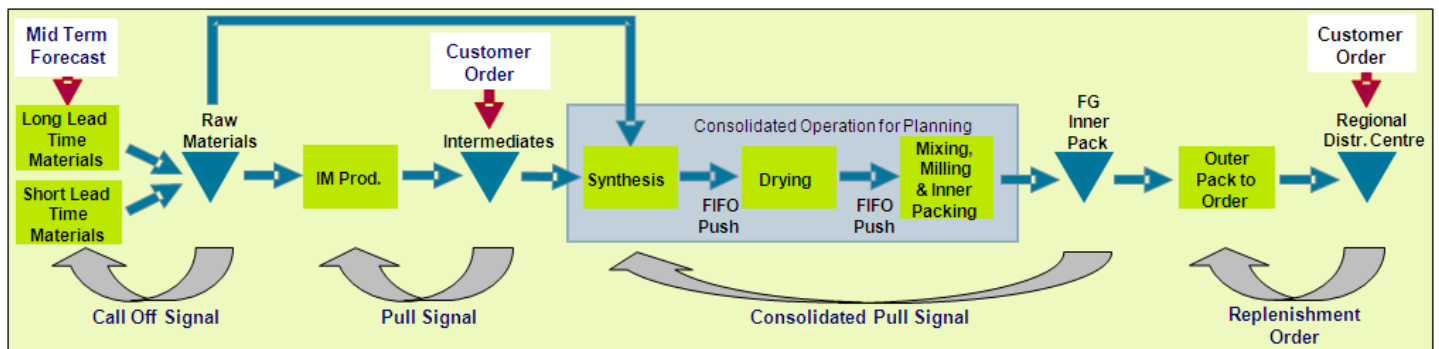 Mid Term
Forecast
Long Lead
Time
Materials
Short Lead
Time
Materials
Raw
Materials
IM Prod.
Customer
Order
Intermediates
Consolidated Operation for Planning
Synthesis
FIFO
Push
Drying
FIFO
Push
Mixing,
Milling
& Inner
Packing
FG
Inner
Pack
Outer
Pack to
Order
Customer
Order
Regional
Distr. Centre
Call Off Signal
Pull Signal
Consolidated Pull Signal
Replenishment
Order